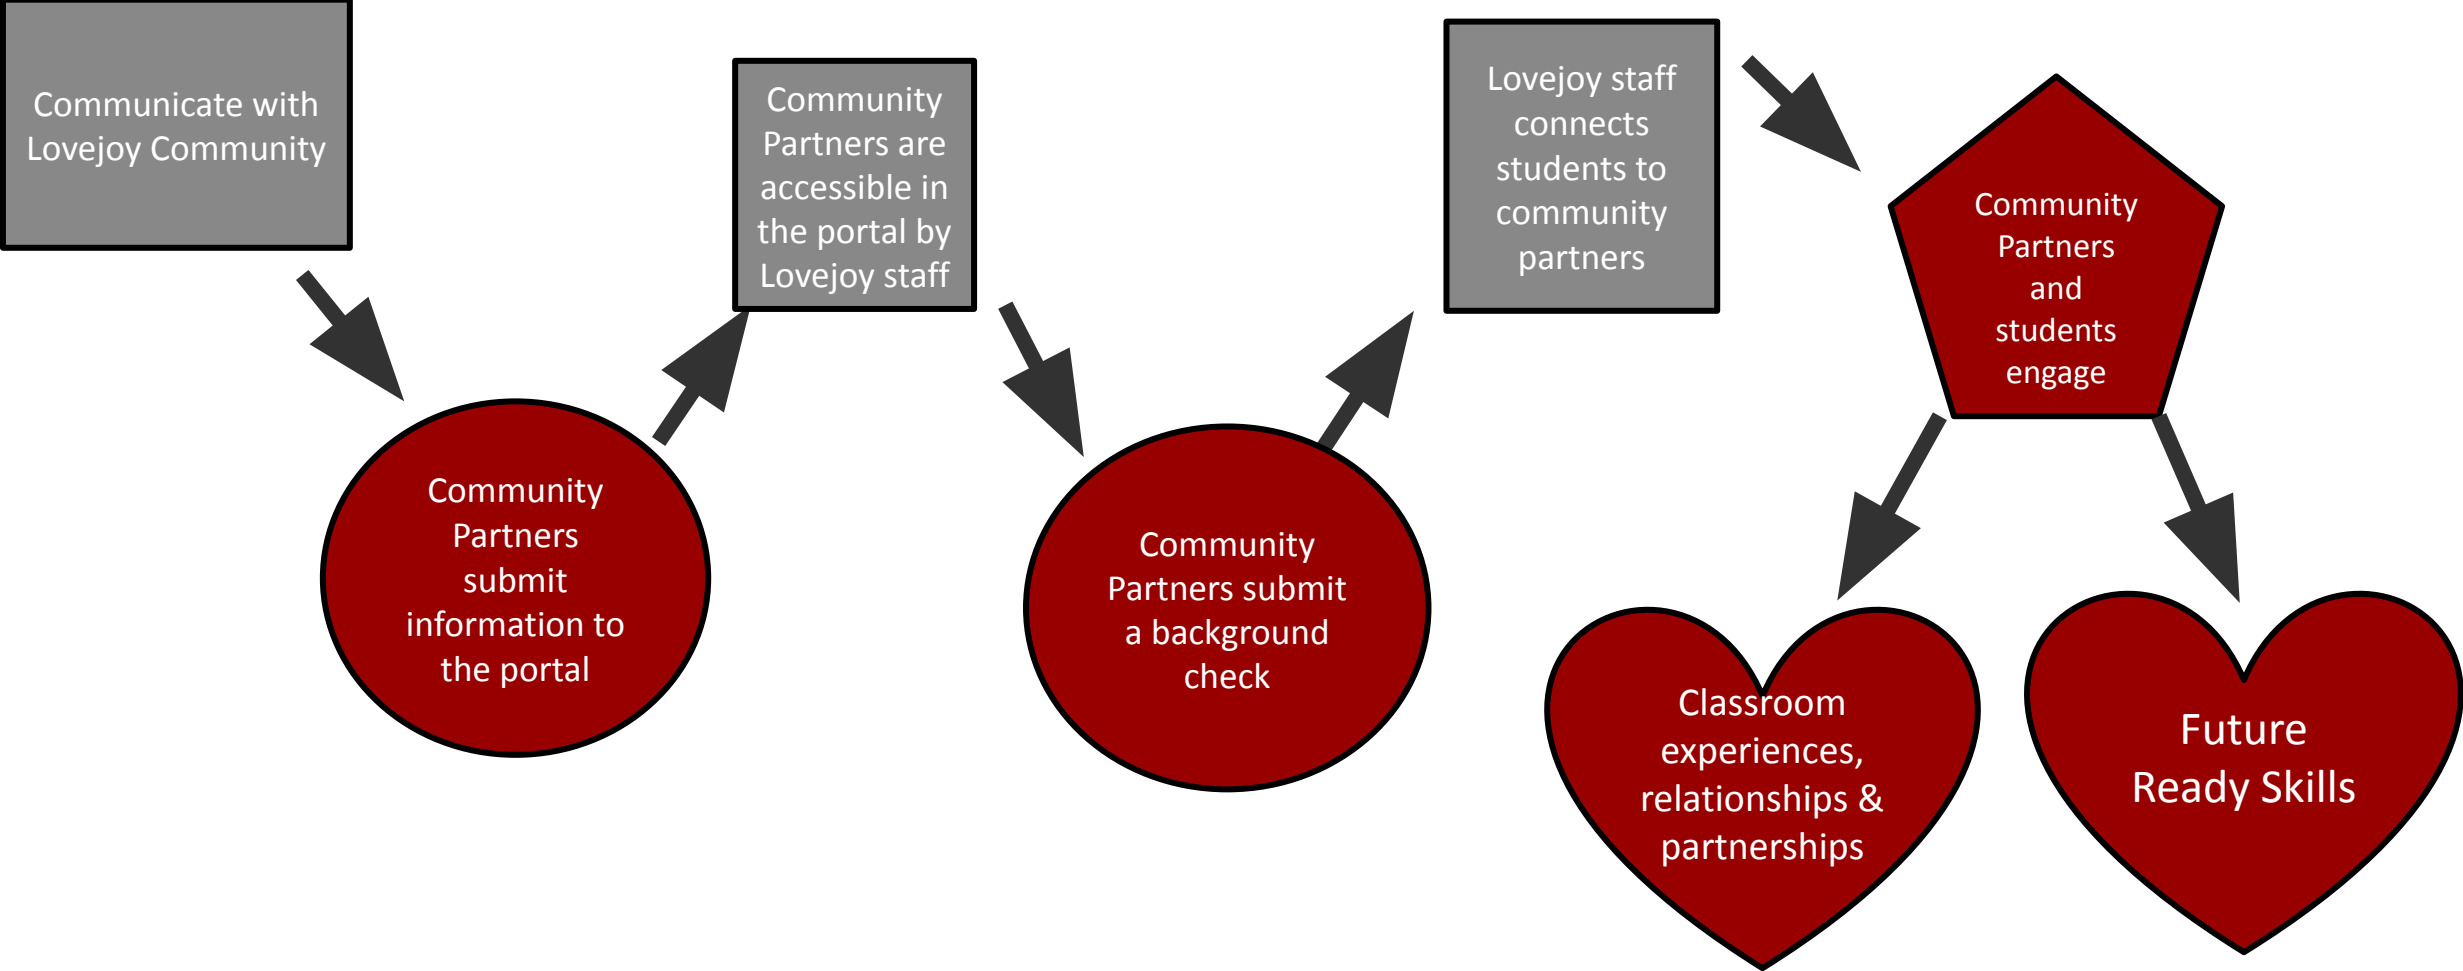 Communicate with
Lovejoy Community
Community
Partners
submit
information to
the portal
Community
Partners are
accessible in
the portal by
Lovejoy staff
Community
Partners submit
a background
check
Lovejoy staff
connects
students to
community
partners
Community
Partners
and
students
engage
Classroom
experiences,
relationships &
partnerships
Future
Ready Skills